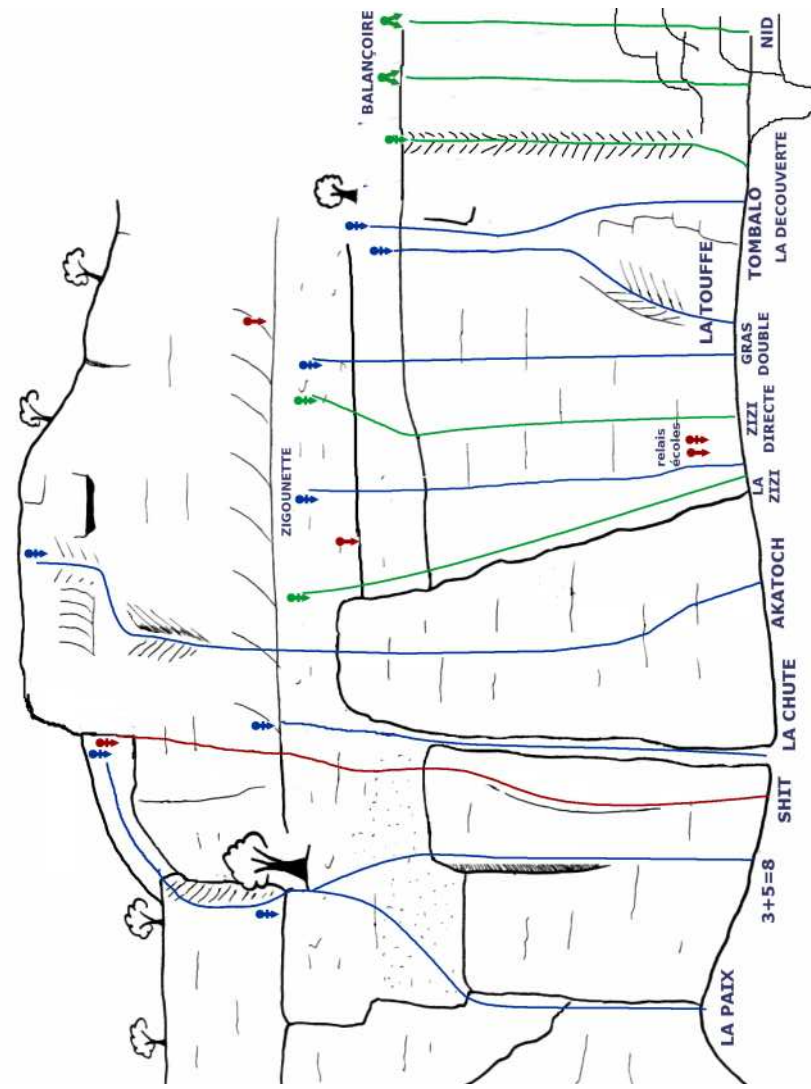 BALANÇOIRE
NID
ZIGOUNETTE
relais
écoles
LA PAIX
3+5=8
SHIT
LA CHUTE
AKATOCH
LA
ZIZI
ZIZI
DIRECTE
GRAS
DOUBLE
LA TOUFFE
TOMBALO
LA DECOUVERTE